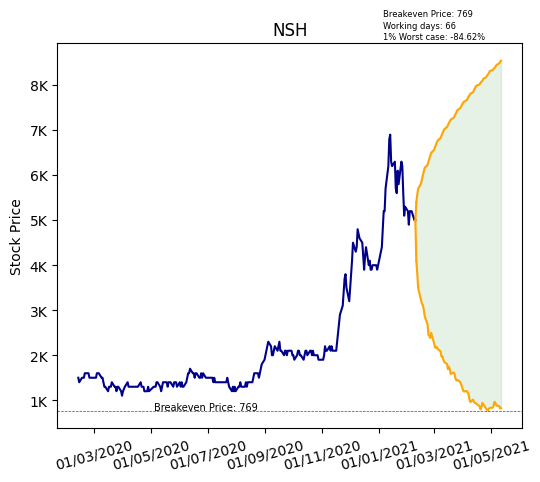 Breakeven Price: 769
Working days: 66
1% Worst case: -84.62%
NSH
Stock Price
8K
7K
6K
5K
4K
3K
2K
1K
Breakeven Price: 769
01/03/2020
01/05/2020
01/07/2020
01/09/2020
01/11/2020
01/01/2021
01/03/2021
01/05/2021